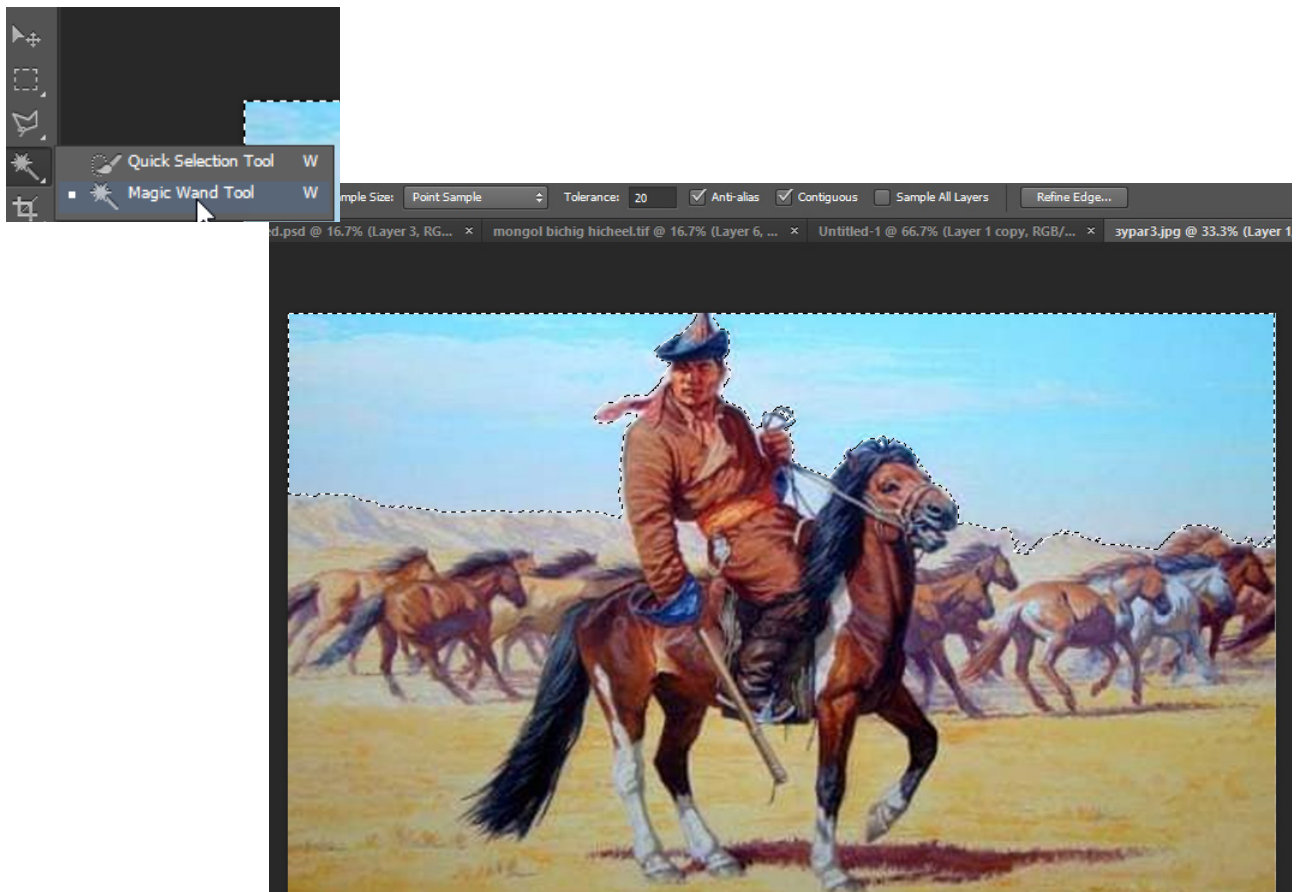 Quick Selection Tool W
Magic Wand Tool W
mple Size: Point Sample Tolerance: 20 Anti-alias Contiguous Sample All Layers Refine Edge...
ed.psd @ 16.7% (Layer 3, RG... × mongol bichig hicheel.tif @ 16.7% (Layer 6, ... × Untitled-1 @ 66.7% (Layer 1 copy, RGB/... × зураг3.jpg @ 33.3% (Layer 1,